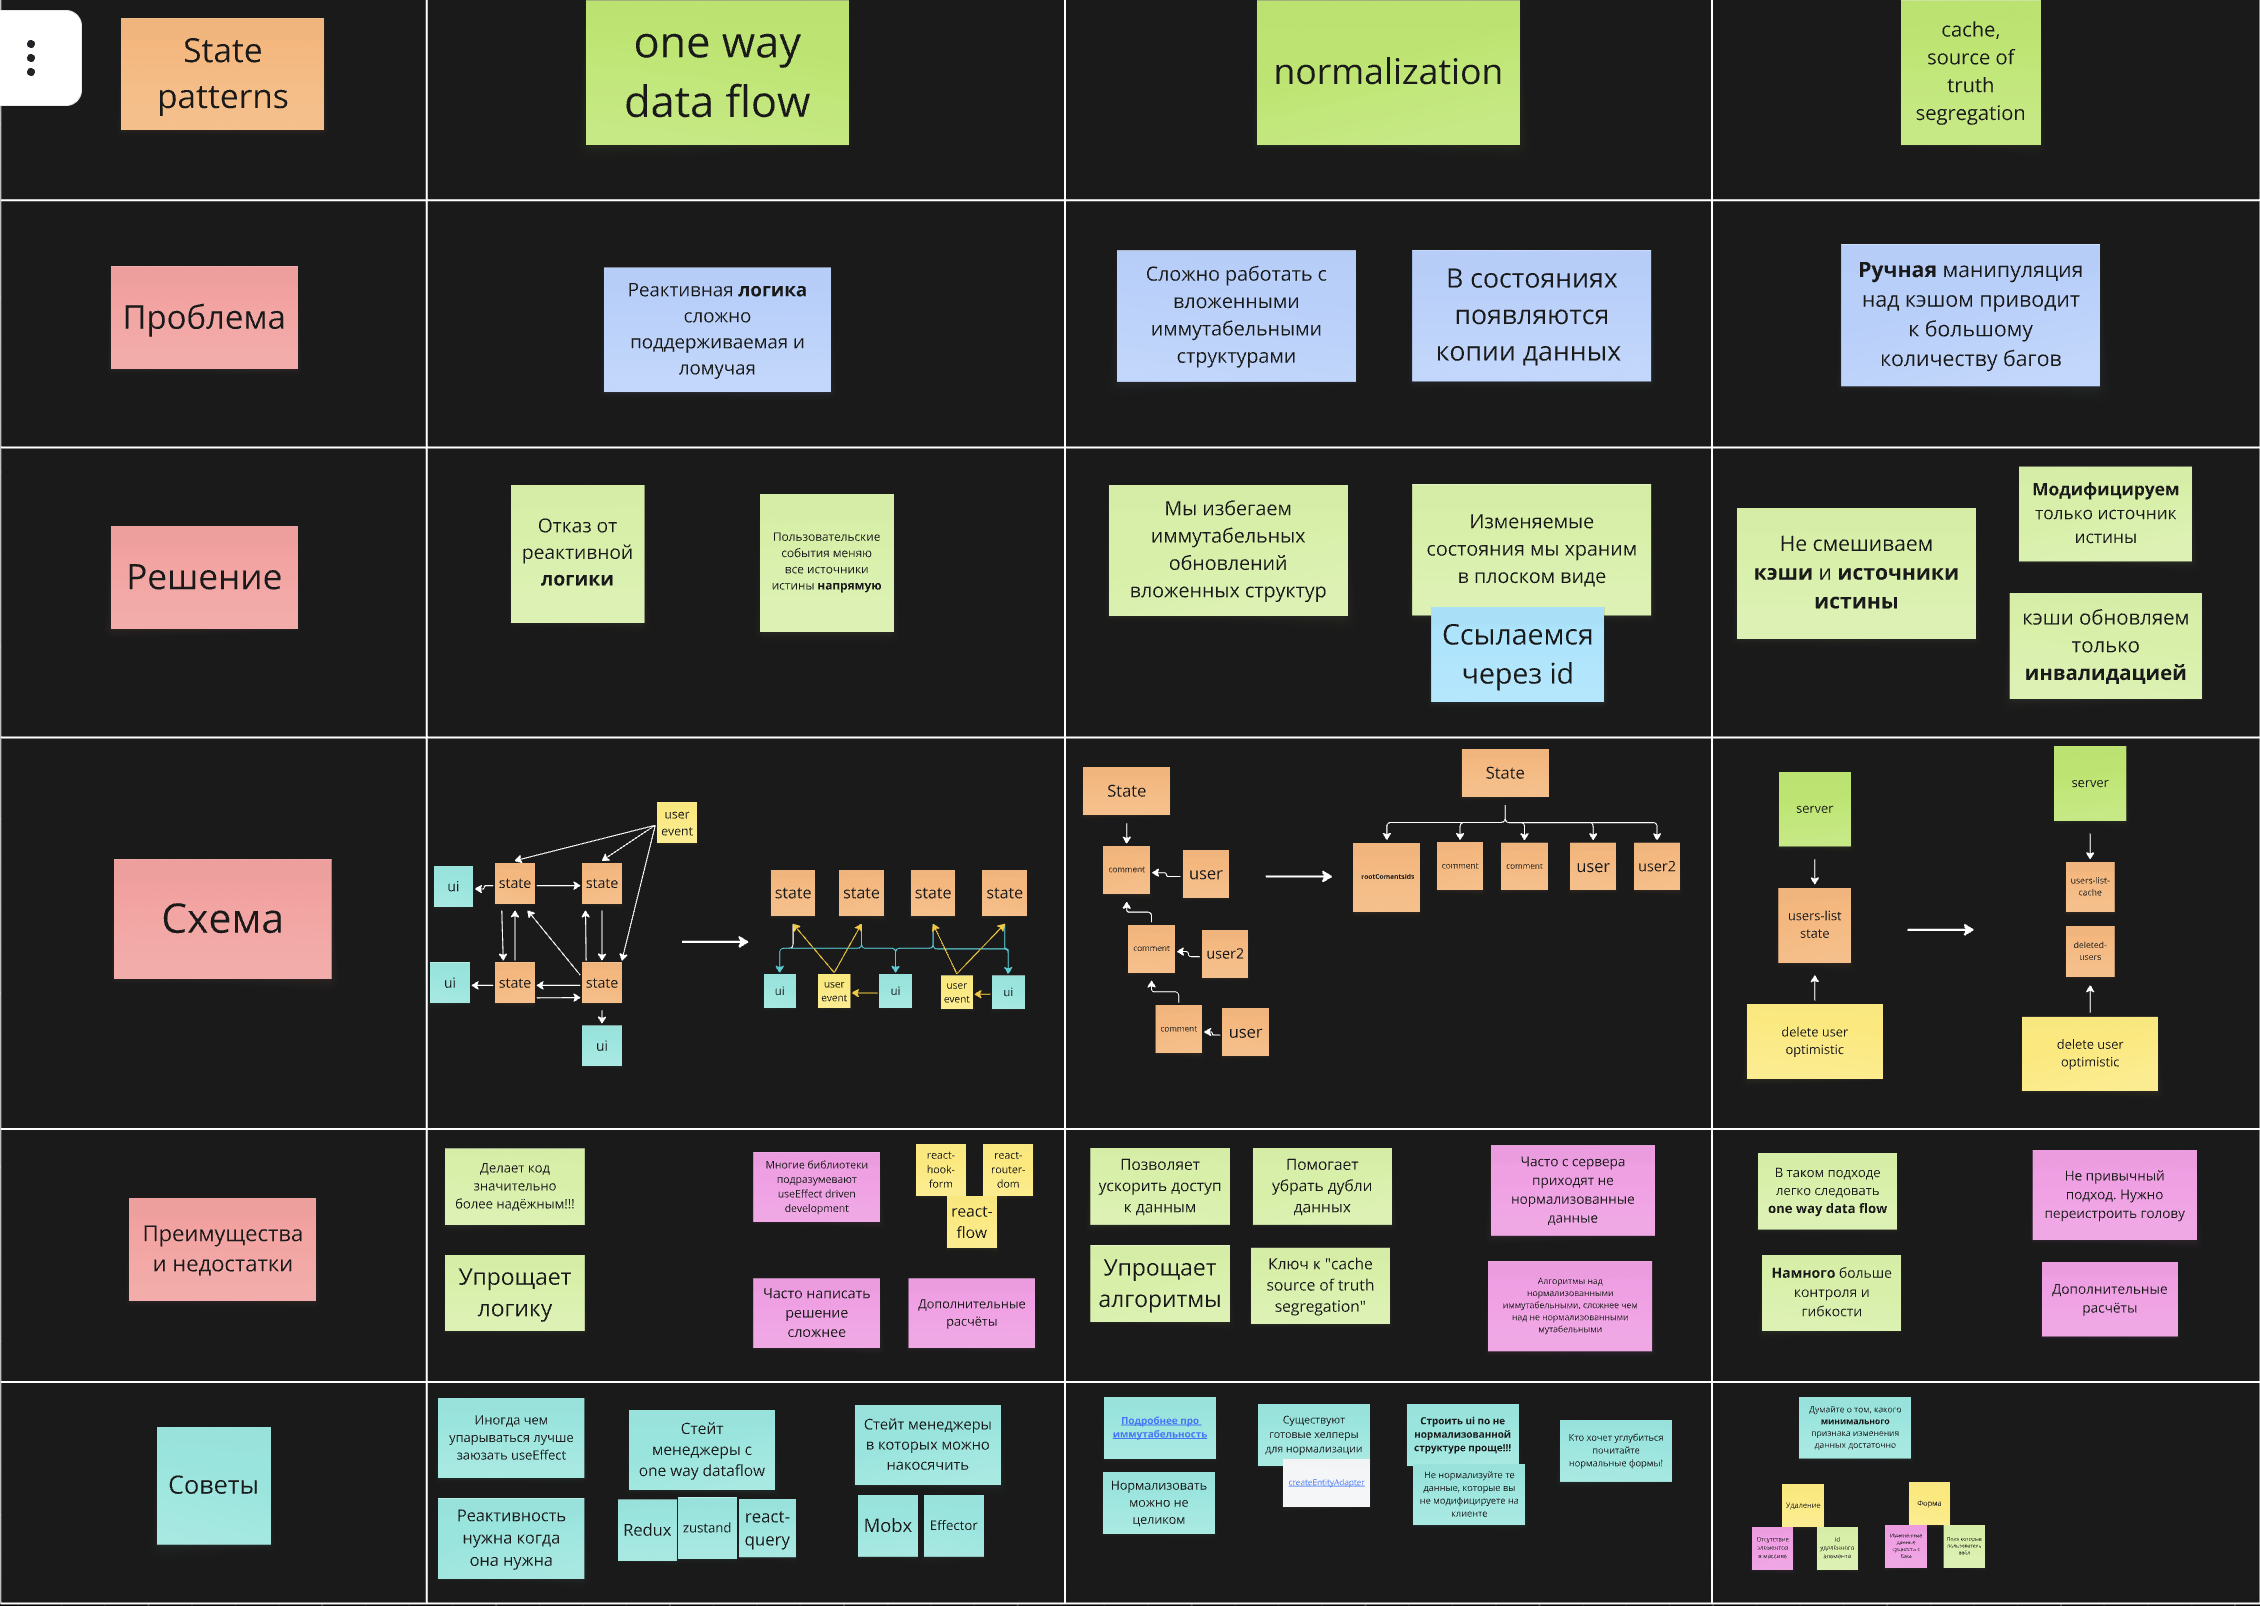 State
patterns
one way
data flow
normalization
cache,
source of
truth
segregation
Проблема
Реактивная логика
сложно
поддерживаемая и
ломучая
Сложно работать с
вложенными
иммутабельными
структурами
В состояниях
появляются
копии данных
Ручная манипуляция
над кэшом приводит
к большому
количеству багов
Решение
Отказ от
реактивной
логики
Пользовательские
события меняю
все источники
истины напрямую
Мы избегаем
иммутабельных
обновлений
вложенных структур
Изменяемые
состояния мы храним
в плоском виде
Ссылаемся
через id
Не смешиваем
кэши и источники
истины
Модифицируем
только источник
истины
кэши обновляем
только
инвалидацией
Схема
user
event
ui
state
state
ui
state
state
ui
state
state
state
state
ui
user
event
ui
user
event
ui
State
comment
user
comment
user2
comment
user
State
rootComentsids
comment
comment
user
user2
server
users-list
state
delete user
optimistic
server
users-list-
cache
deleted-
users
delete user
optimistic
Преимущества
и недостатки
Делает код
значительно
более надёжным!!!
Упрощает
логику
Многие библиотеки
подразумевают
useEffect driven
development
react-
hook-
form
react-
router-
dom
react-
flow
Часто написать
решение
сложнее
Дополнительные
расчёты
Позволяет
ускорить доступ
к данным
Помогает
убрать дубли
данных
Упрощает
алгоритмы
Ключ к "cache
source of truth
segregation"
Часто с сервера
приходят не
нормализованные
данные
Алгоритмы над
нормализованными
иммутабельными, сложнее чем
над не нормализованными
мутабельными
В таком подходе
легко следовать
one way data flow
Намного больше
контроля и
гибкости
Не привычный
подход. Нужно
переистроить голову
Дополнительные
расчёты
Советы
Иногда чем
упарываться лучше
заюзать useEffect
Реактивность
нужна когда
она нужна
Стейт
менеджеры с
one way dataflow
Redux
zustand
react-
query
Стейт менеджеры
в которых можно
накосячить
Mobx
Effector
Подробнее про
иммутабельность
Нормализовать
можно не
целиком
Существуют
готовые хелперы
для нормализации
createEntityAdapter
Строить ui по не
нормализованной
структуре проще!!!
Не нормализуйте те
данные, которые вы
не модифицируете на
клиенте
Кто хочет углубиться
почитайте
нормальные формы!
Думайте о том, какого
минимального
признака изменения
данных достаточно
Удаление
Отсутствие
элементов
в массиве
id
удалённого
элемента
Форма
данные